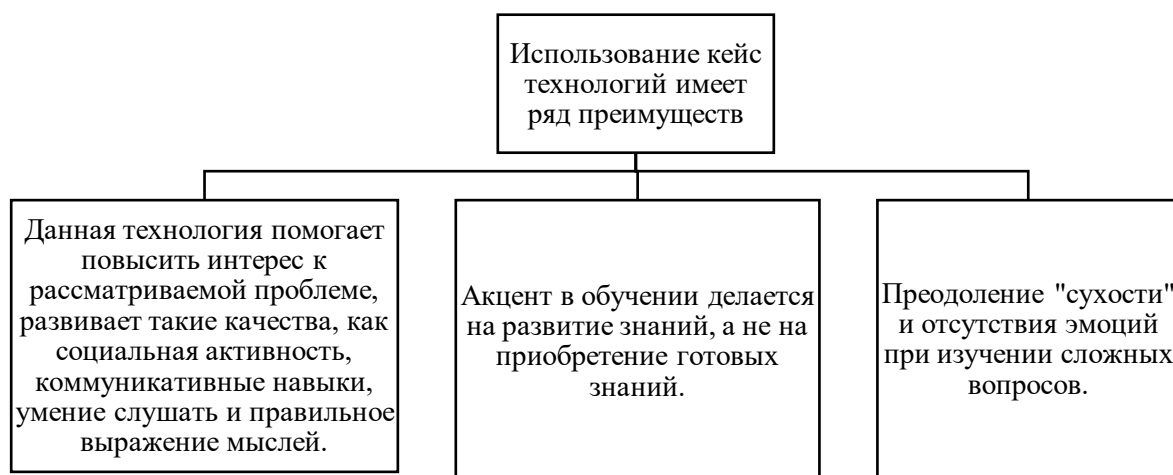 Использование кейс
технологий имеет
ряд преимуществ
Данная технология помогает
повысить интерес к
рассматриваемой проблеме,
развивает такие качества, как
социальная активность,
коммуникативные навыки,
умение слушать и правильное
выражение мыслей.
Акцент в обучении делается
на развитие знаний, а не на
приобретение готовых
знаний.
Преодоление "сухости"
и отсутствия эмоций
при изучении сложных
вопросов.